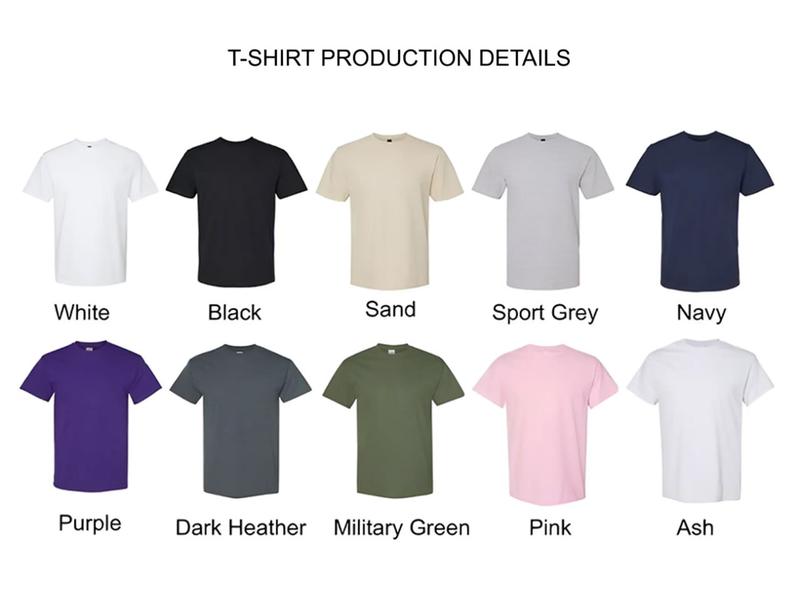 T-SHIRT PRODUCTION DETAILS
White Black Sand Sport Grey Navy
Purple Dark Heather Military Green Pink Ash